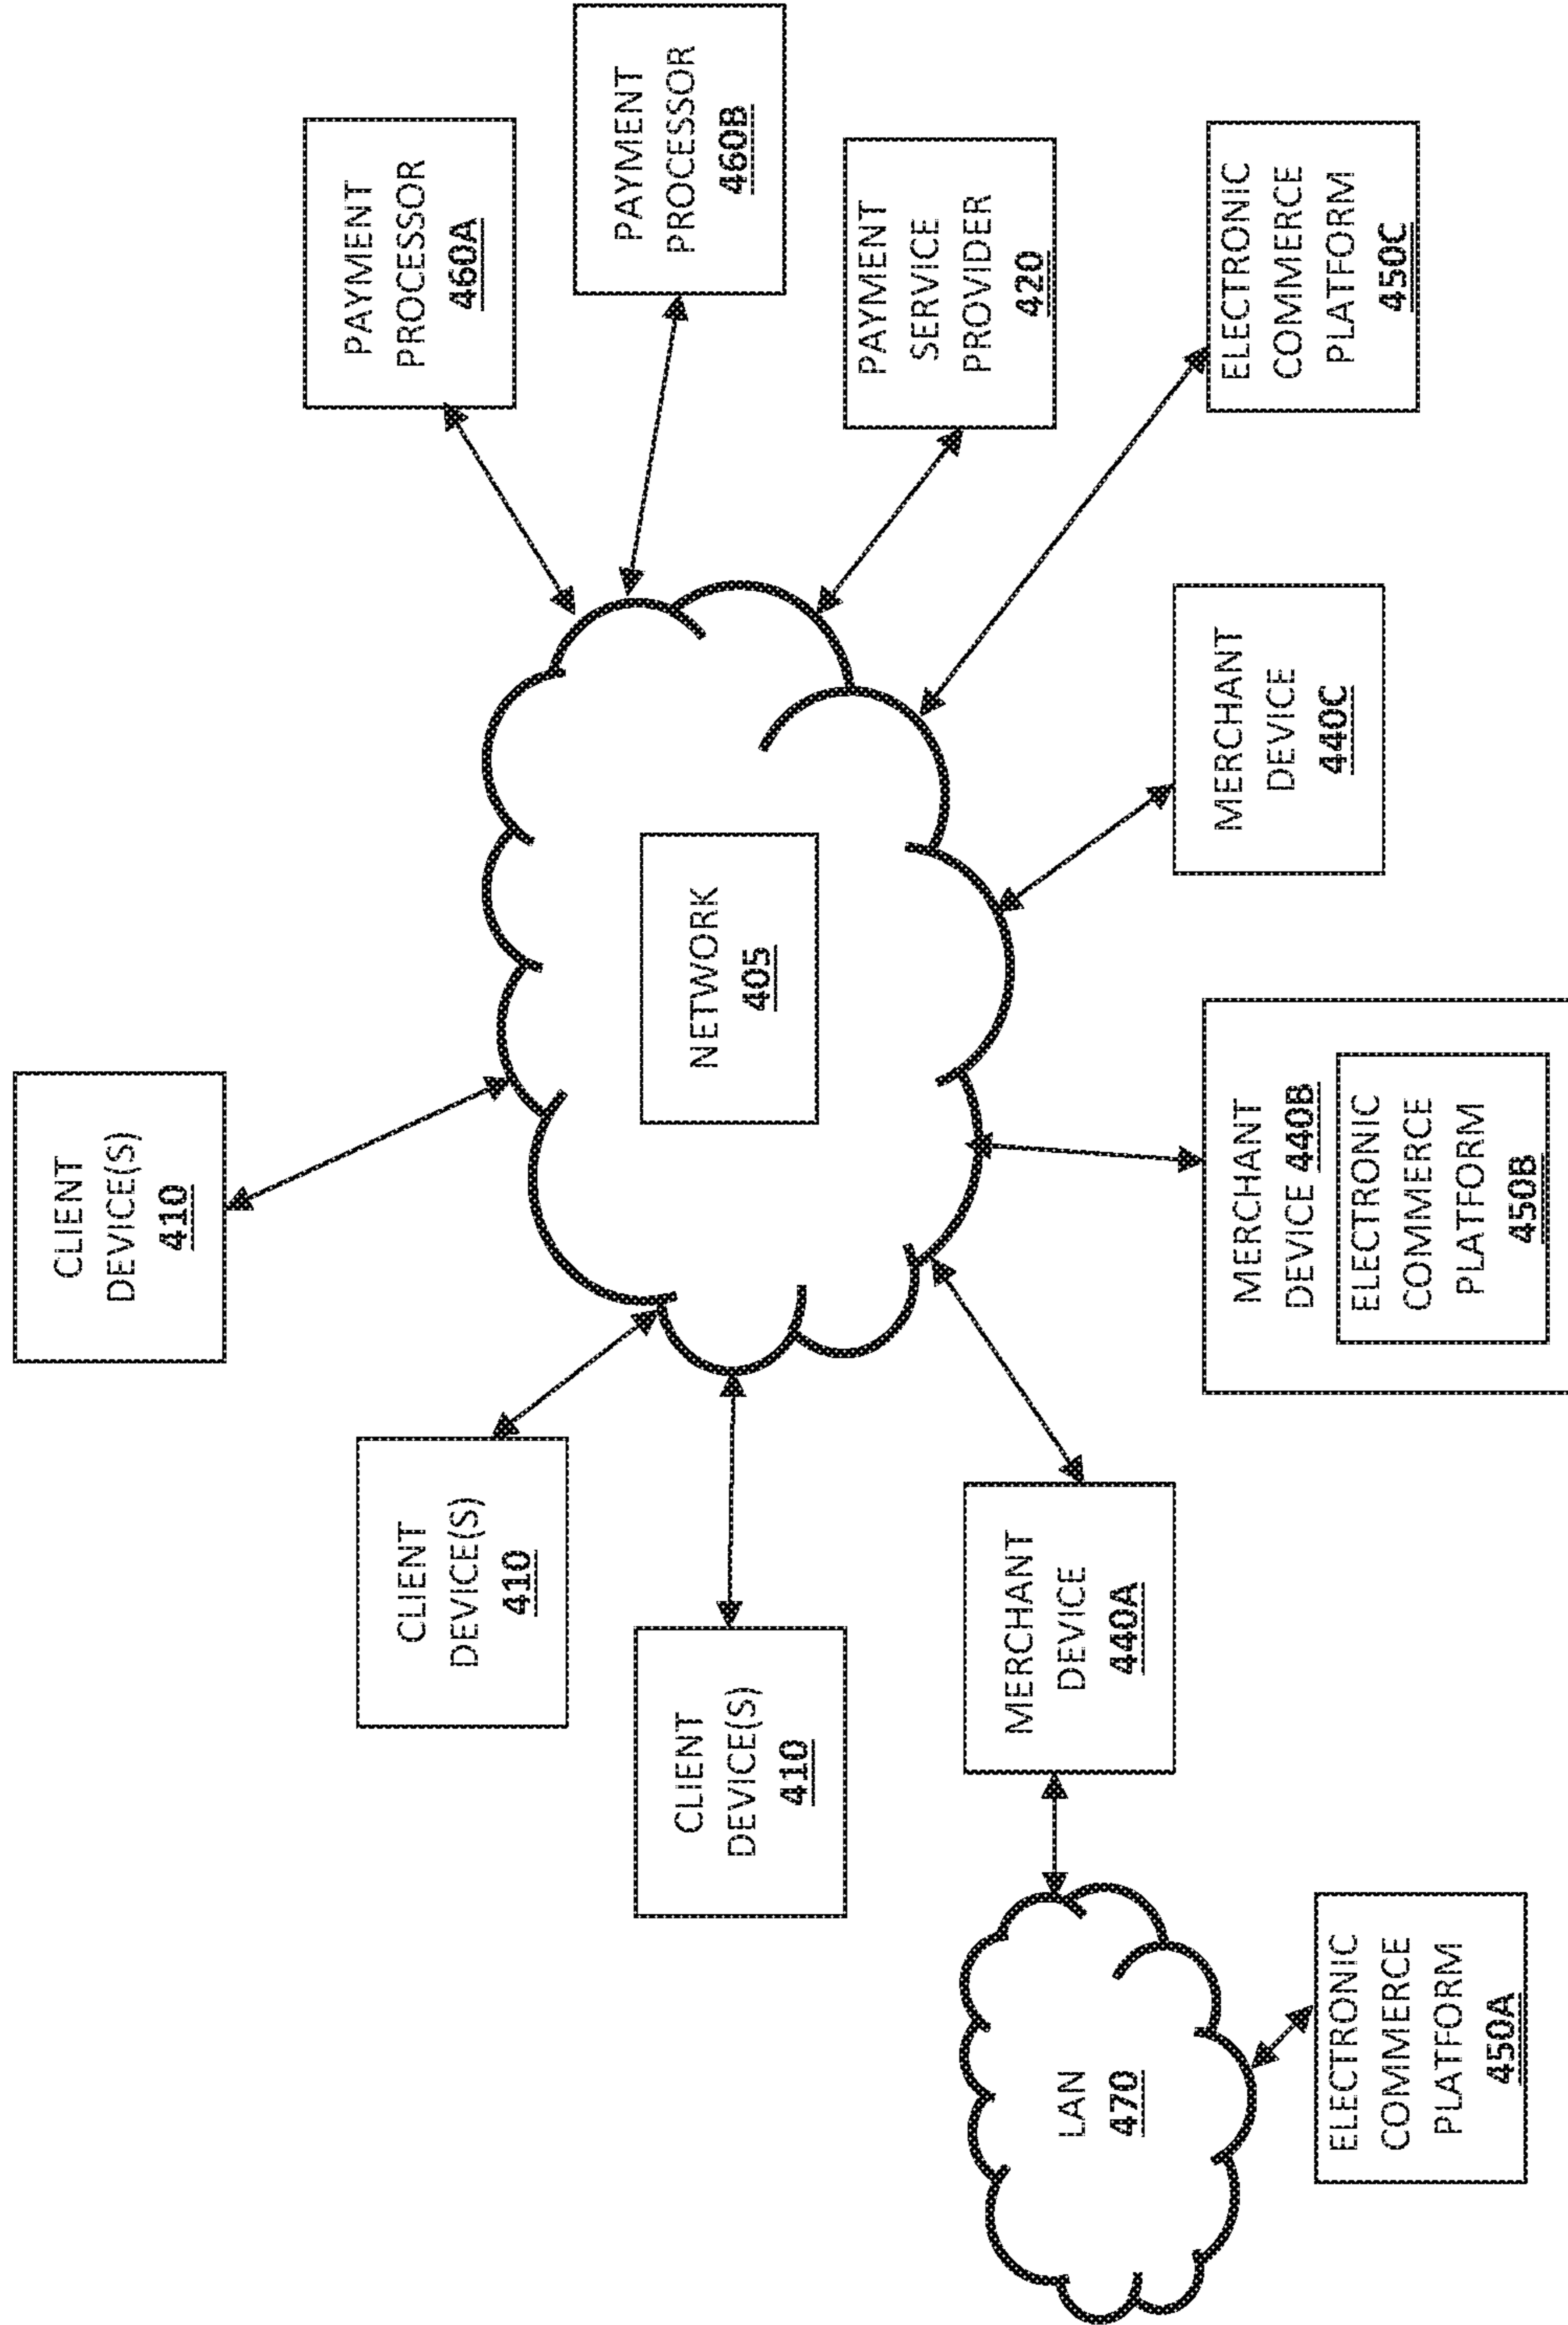 CLIENT
DEVICE(S)
410
PAYMENT
PROCESSOR
460A
CLIENT
DEVICE(S)
410
PAYMENT
PROCESSOR
460B
CLIENT
DEVICE(S)
410
NETWORK
405
PAYMENT
SERVICE
PROVIDER
420
LAN
470
MERCHANT
DEVICE
440A
MERCHANT
DEVICE
440C
ELECTRONIC
COMMERCE
PLATFORM
450C
ELECTRONIC
COMMERCE
PLATFORM
450A
MERCHANT
DEVICE 440B
ELECTRONIC
COMMERCE
PLATFORM
450B